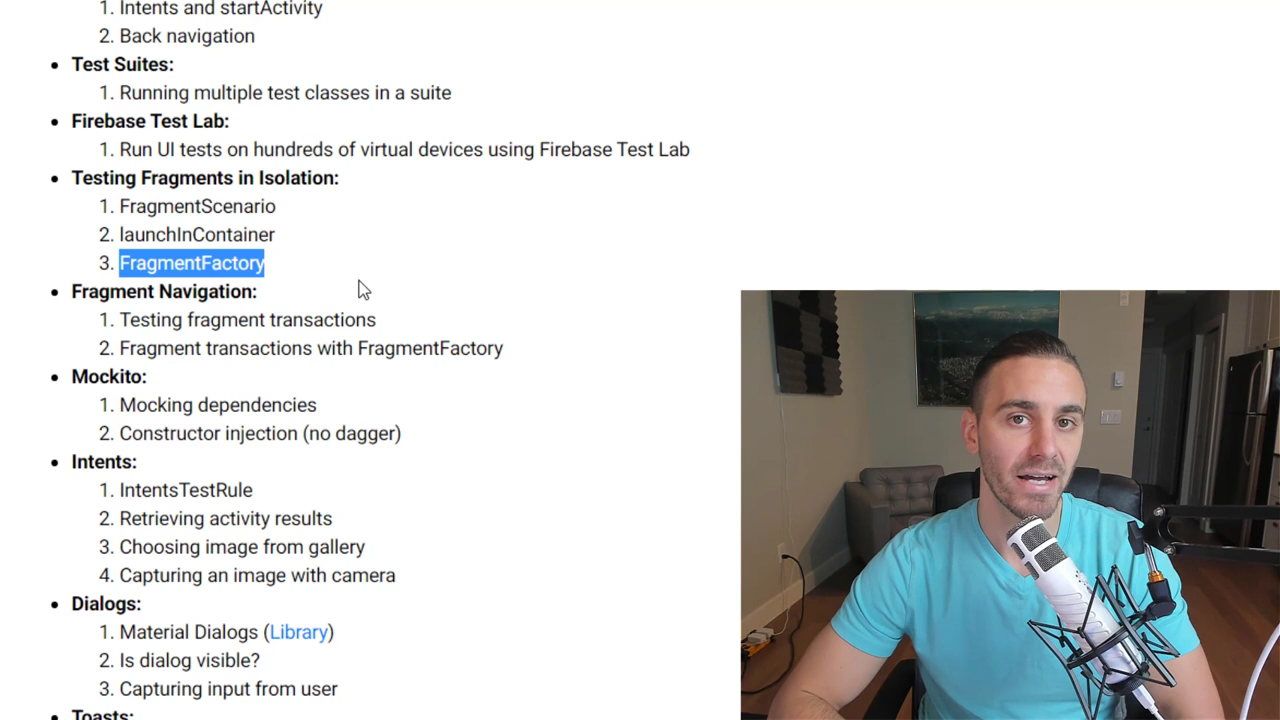 1. Intents and startActivity
2. Back navigation
• Test Suites:
1. Running multiple test classes in a suite
• Firebase Test Lab:
1. Run UI tests on hundreds of virtual devices using Firebase Test Lab
• Testing Fragments in Isolation:
1. FragmentScenario
2. launchInContainer
3. FragmentFactory
• Fragment Navigation:
1. Testing fragment transactions
2. Fragment transactions with FragmentFactory
• Mockito:
1. Mocking dependencies
2. Constructor injection (no dagger)
• Intents:
1. IntentsTestRule
2. Retrieving activity results
3. Choosing image from gallery
4. Capturing an image with camera
• Dialogs:
1. Material Dialogs (Library)
2. Is dialog visible?
3. Capturing input from user
• Toasts: